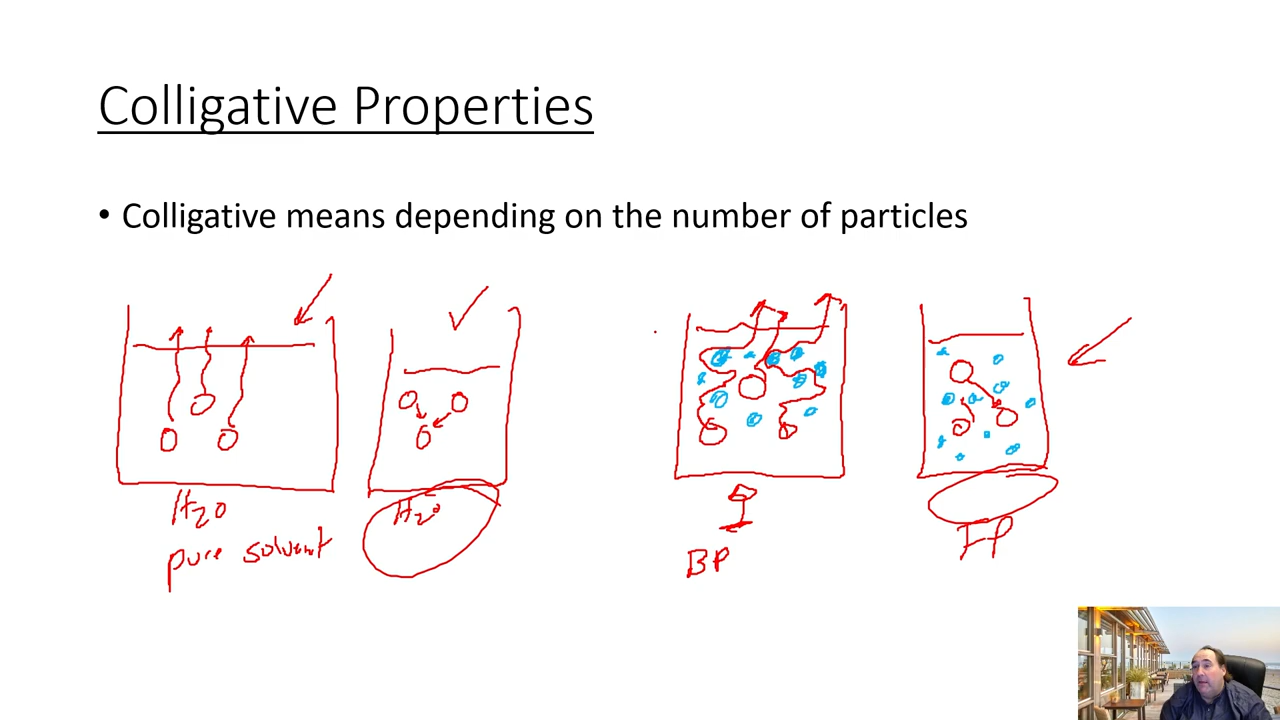 Colligative Properties
• Colligative means depending on the number of particles
H2O
pure solvent
H2O
BP
FP